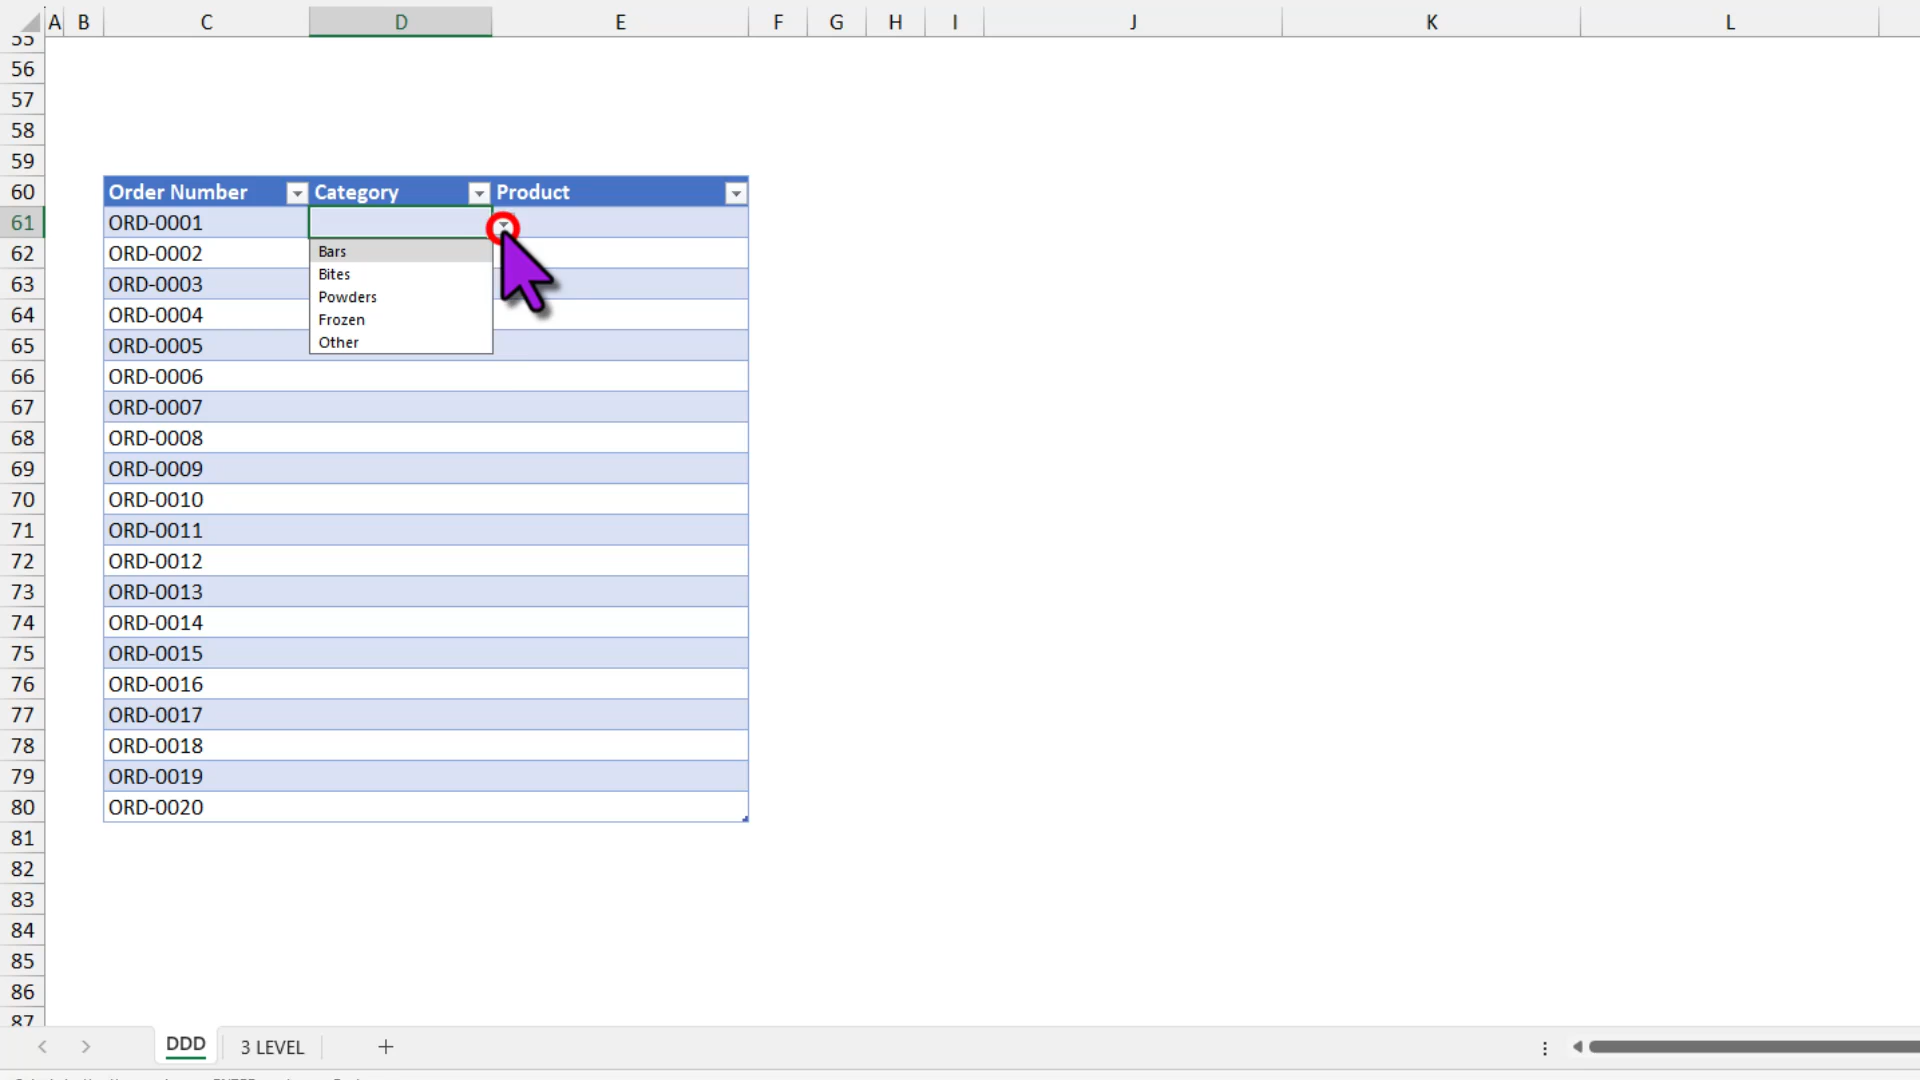 A B C D E F G H I J K L
55
56
57
58
59
60 Order Number Category Product
61 ORD-0001
62 ORD-0002 Bars
63 ORD-0003 Bites
64 ORD-0004 Powders
65 ORD-0005 Frozen
Other
66 ORD-0006
67 ORD-0007
68 ORD-0008
69 ORD-0009
70 ORD-0010
71 ORD-0011
72 ORD-0012
73 ORD-0013
74 ORD-0014
75 ORD-0015
76 ORD-0016
77 ORD-0017
78 ORD-0018
79 ORD-0019
80 ORD-0020
81
82
83
84
85
86
87
DDD 3 LEVEL +